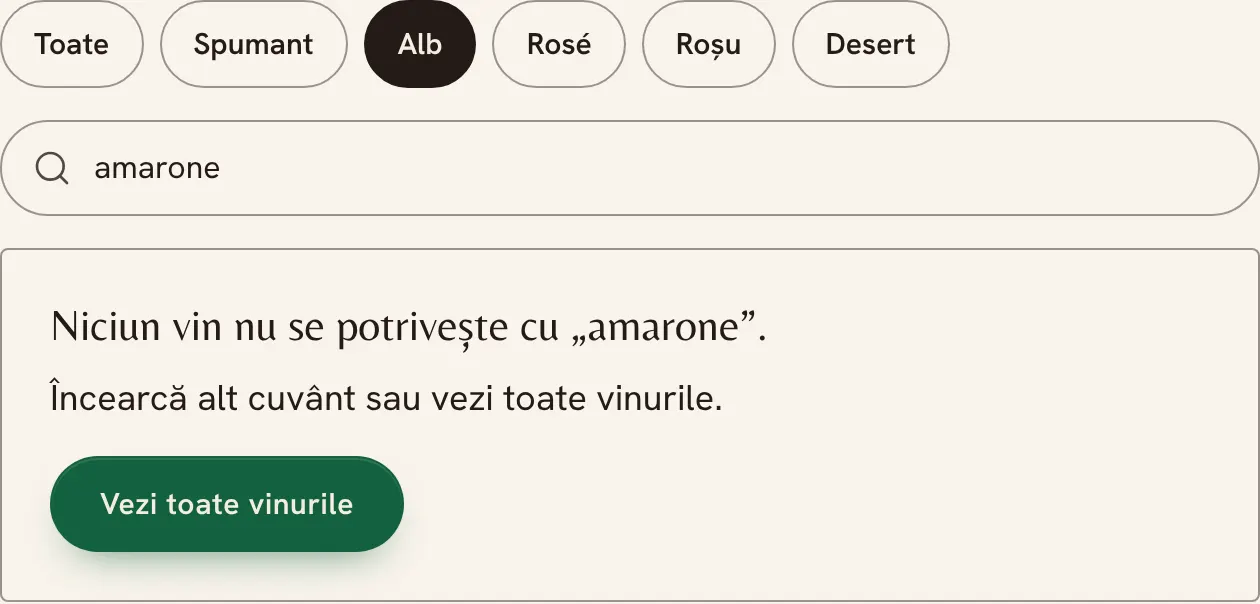 Toate Spumant Alb Rosé Roșu Desert
amarone
Niciun vin nu se potrivește cu „amarone”.
Încearcă alt cuvânt sau vezi toate vinurile.
Vezi toate vinurile